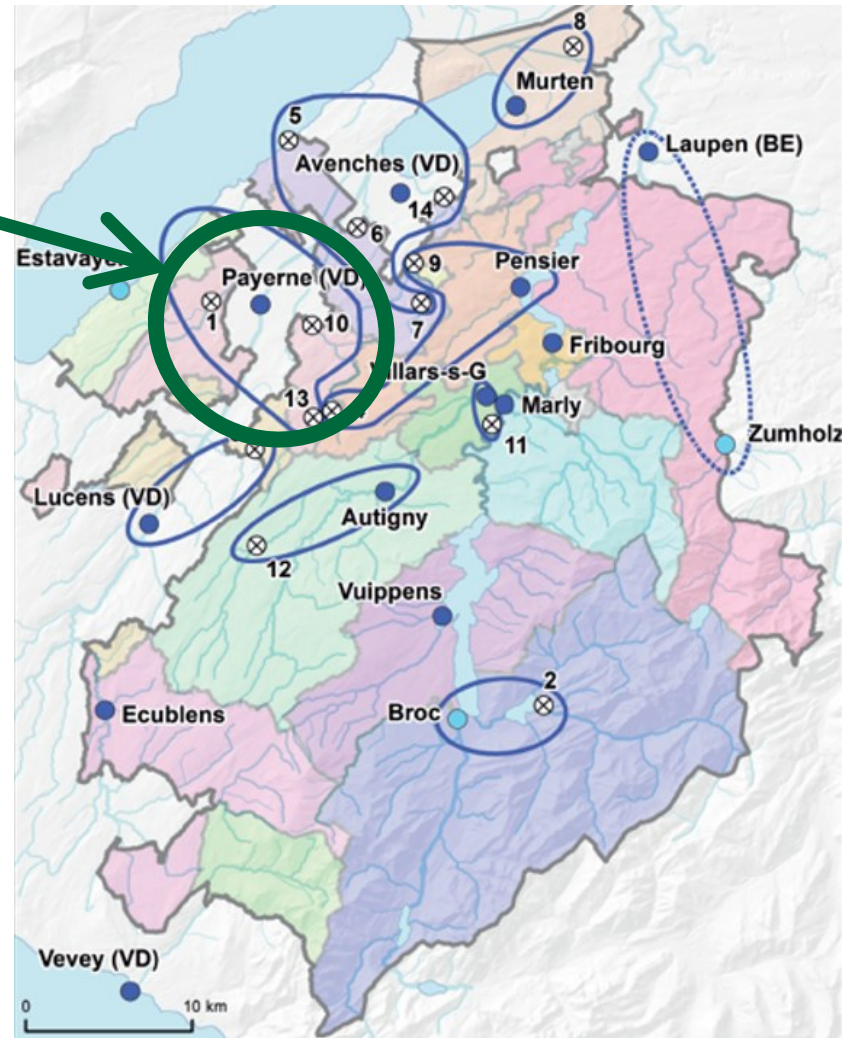 8
Murten
5
Laupen (BE)
Avenches (VD)
14
6
9
Pensier
Payerne (VD)
1
10
7
Fribourg
13
Marly
11
Zumholz
Lucens (VD)
Autigny
12
Vuippens
2
Broc
Ecublens
Vevey (VD)
0
10 km